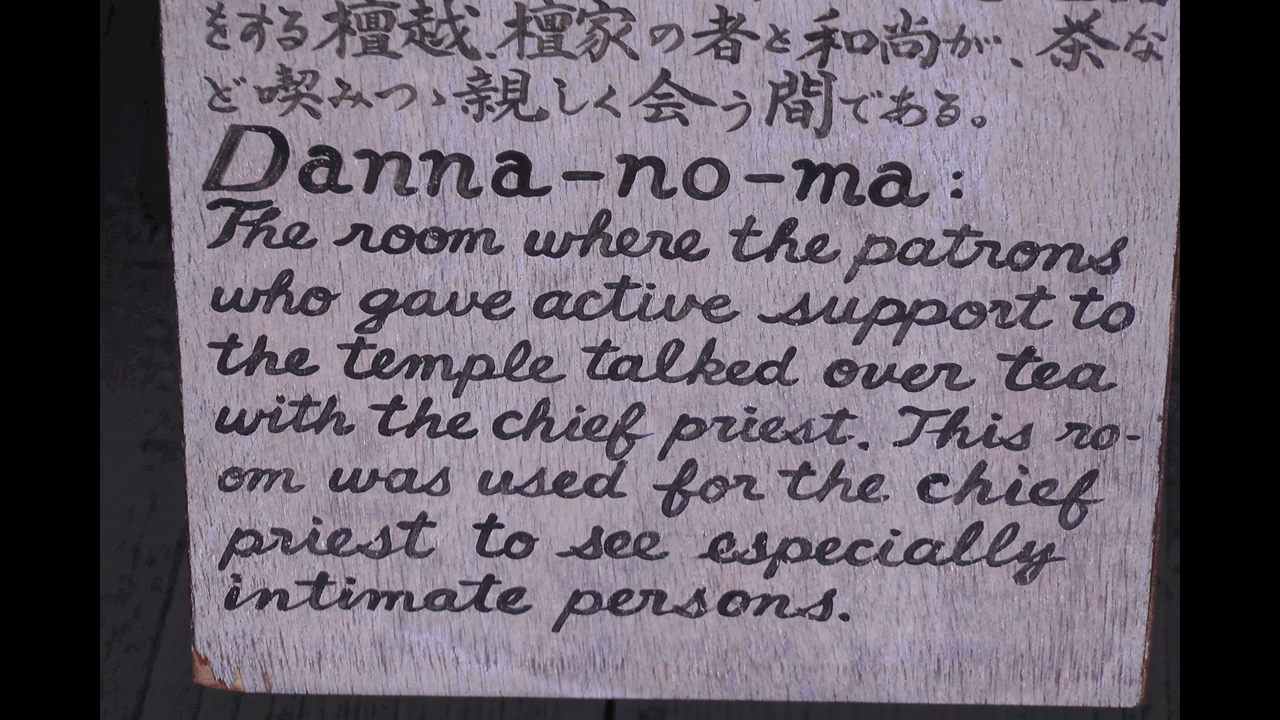 をする檀越、檀家の者と和尚が、茶な
ど喫みつゝ親しく会う間である。
Danna-no-ma:
The room where the patrons
who gave active support to
the temple talked over tea
with the chief priest. This ro-
om was used for the chief
priest to see especially
intimate persons.